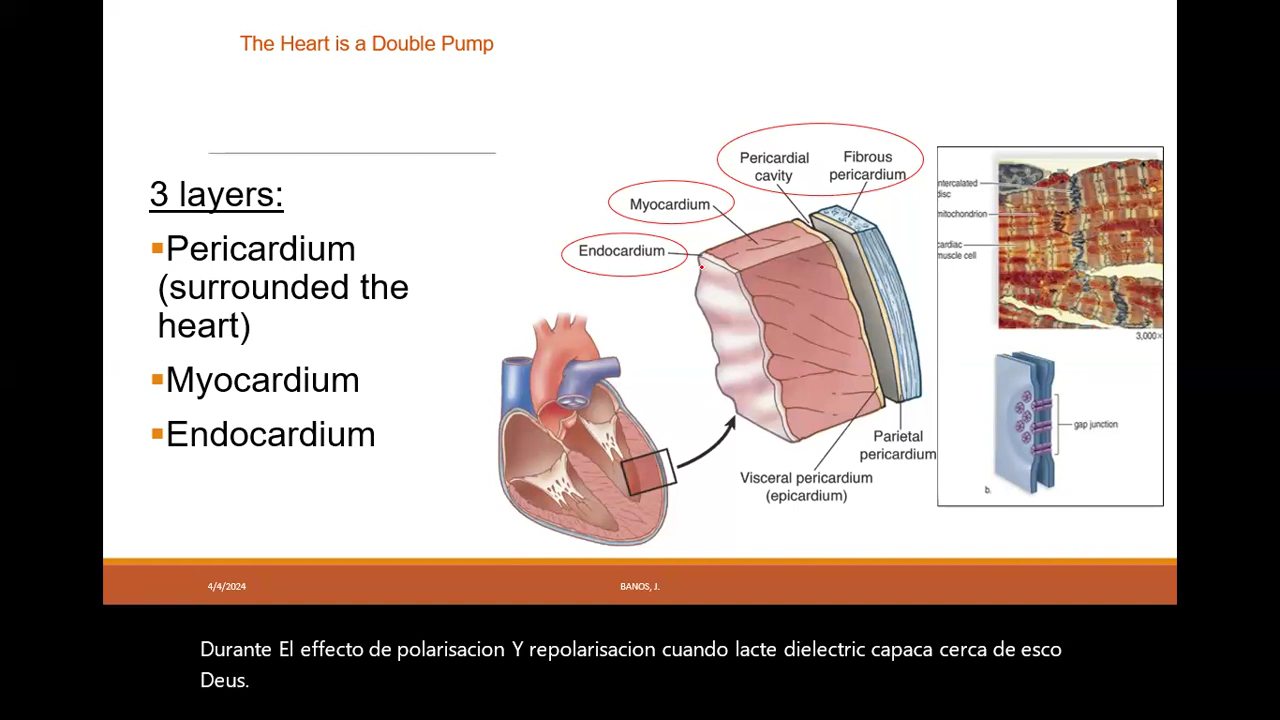 The Heart is a Double Pump
3 layers:
▪Pericardium
(surrounded the
heart)
▪Myocardium
▪Endocardium
Pericardial
cavity
Fibrous
pericardium
Myocardium
Endocardium
Parietal
pericardium
Visceral pericardium
(epicardium)
intercalated
disc
mitochondrion
cardiac
muscle cell
3,000×
gap junction
b.
4/4/2024
BANOS, J.
Durante El effecto de polarisacion Y repolarisacion cuando lacte dielectric capaca cerca de esco
Deus.